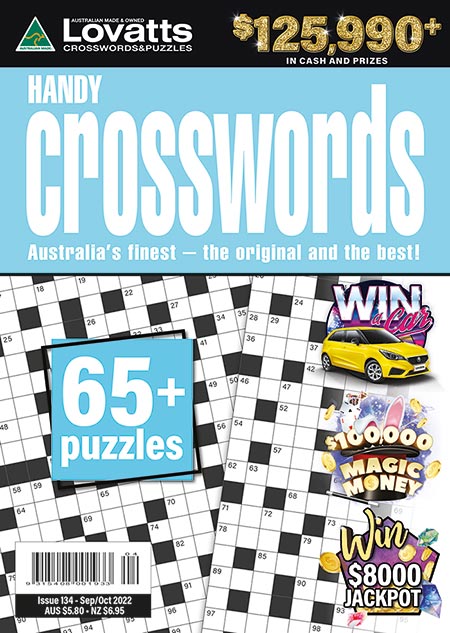 AUSTRALIAN MADE & OWNED
Lovatts
CROSSWORDS&PUZZLES
$125,990+
IN CASH AND PRIZES
HANDY
crosswords
Australia's finest – the original and the best!
65+
puzzles
WIN
a Car
$100,000
MAGIC
MONEY
Win
$8000
JACKPOT
04
9315406001933
Issue 134 - Sep/Oct 2022
AUS $5.80 - NZ $6.95